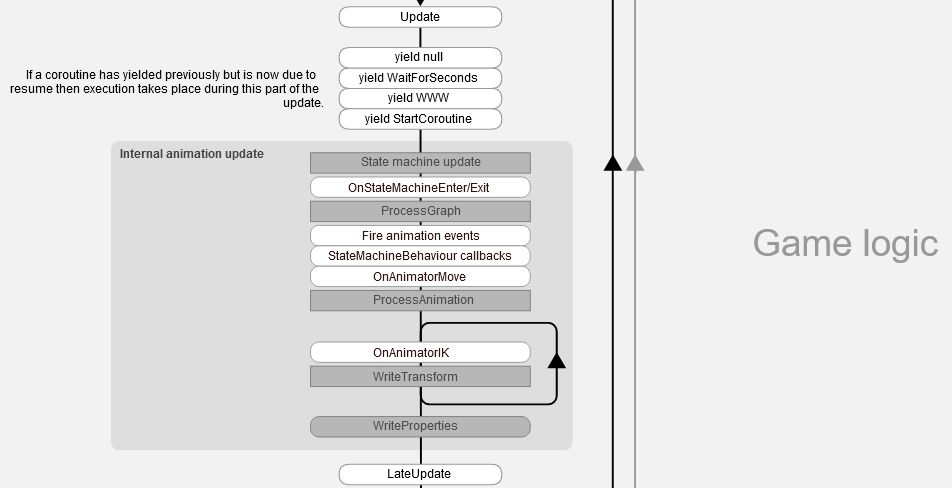 Update
yield null
If a coroutine has yielded previously but is now due to
resume then execution takes place during this part of the
update.
yield WaitForSeconds
yield WWW
yield StartCoroutine
Internal animation update
State machine update
OnStateMachineEnter/Exit
ProcessGraph
Fire animation events
StateMachineBehaviour callbacks
OnAnimatorMove
ProcessAnimation
OnAnimatorIK
WriteTransform
WriteProperties
LateUpdate
Game logic